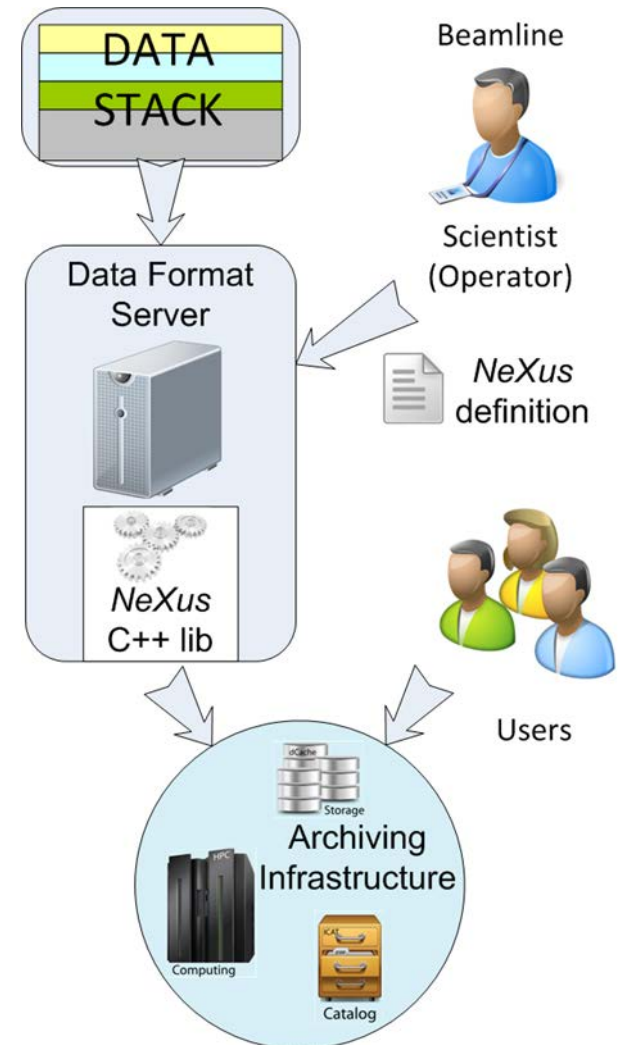 DATA
STACK
Beamline
Scientist
(Operator)
Data Format
Server
NeXus
definition
NeXus
C++ lib
Users
dCache
Storage
Archiving
Infrastructure
HPC
Computing
ICAT
Catalog